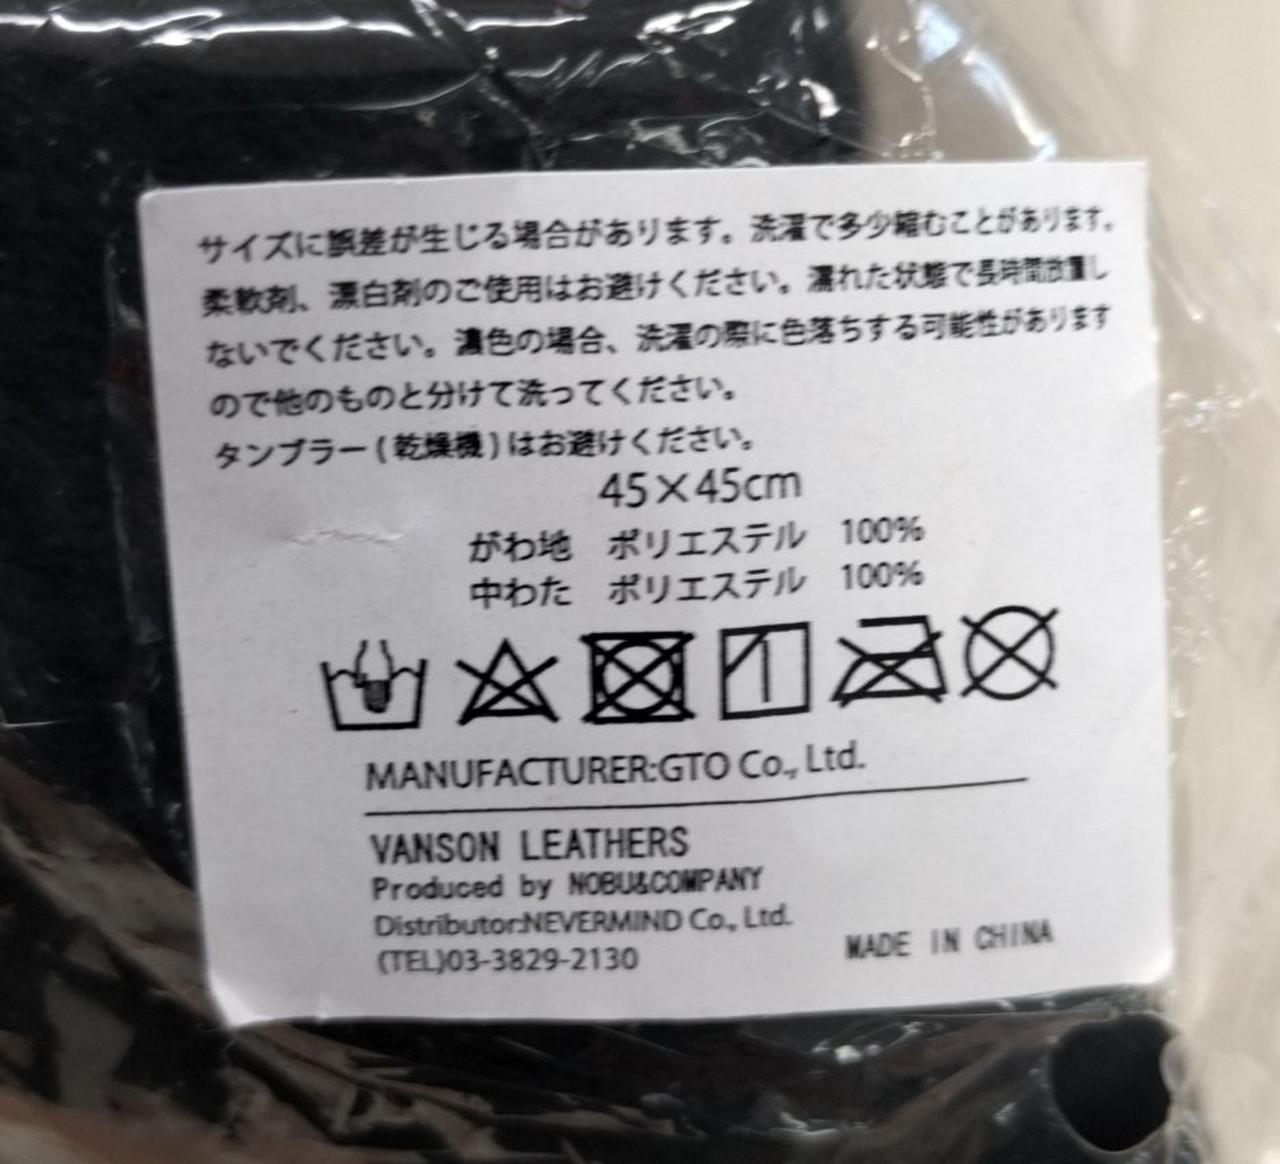 サイズに誤差が生じる場合があります。洗濯で多少縮むことがあります。
柔軟剤、漂白剤のご使用はお避けください。濡れた状態で長時間放置し
ないでください。濃色の場合、洗濯の際に色落ちする可能性があります
ので他のものと分けて洗ってください。
タンブラー(乾燥機)はお避けください。
45×45cm
がわ地 ポリエステル 100%
中わた ポリエステル 100%
MANUFACTURER:GTO Co., Ltd.
VANSON LEATHERS
Produced by NOBU&COMPANY
Distributor:NEVERMIND Co., Ltd.
(TEL)03-3829-2130
MADE IN CHINA